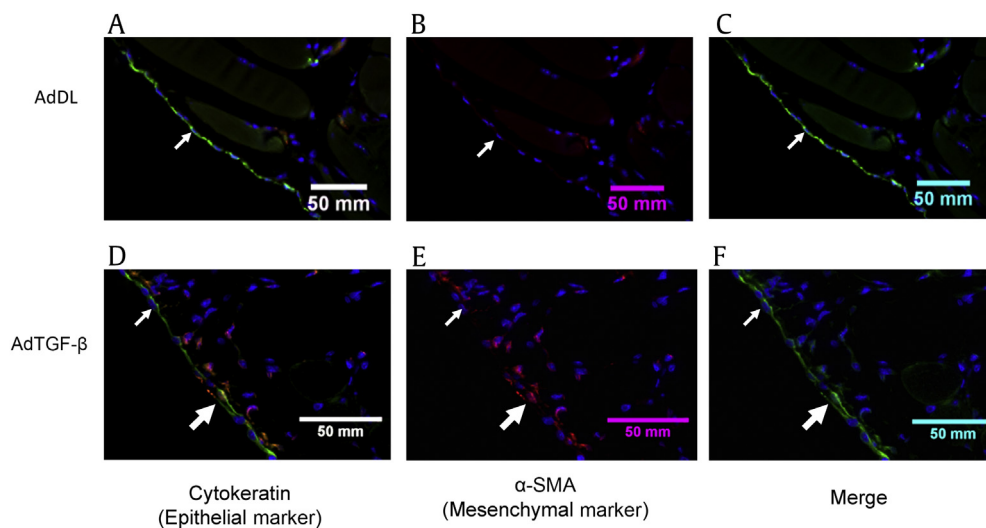 A
B
C
AdDL
50 mm
50 mm
50 mm
D
E
F
AdTGF-β
50 mm
50 mm
50 mm
Cytokeratin
(Epithelial marker)
α-SMA
(Mesenchymal marker)
Merge